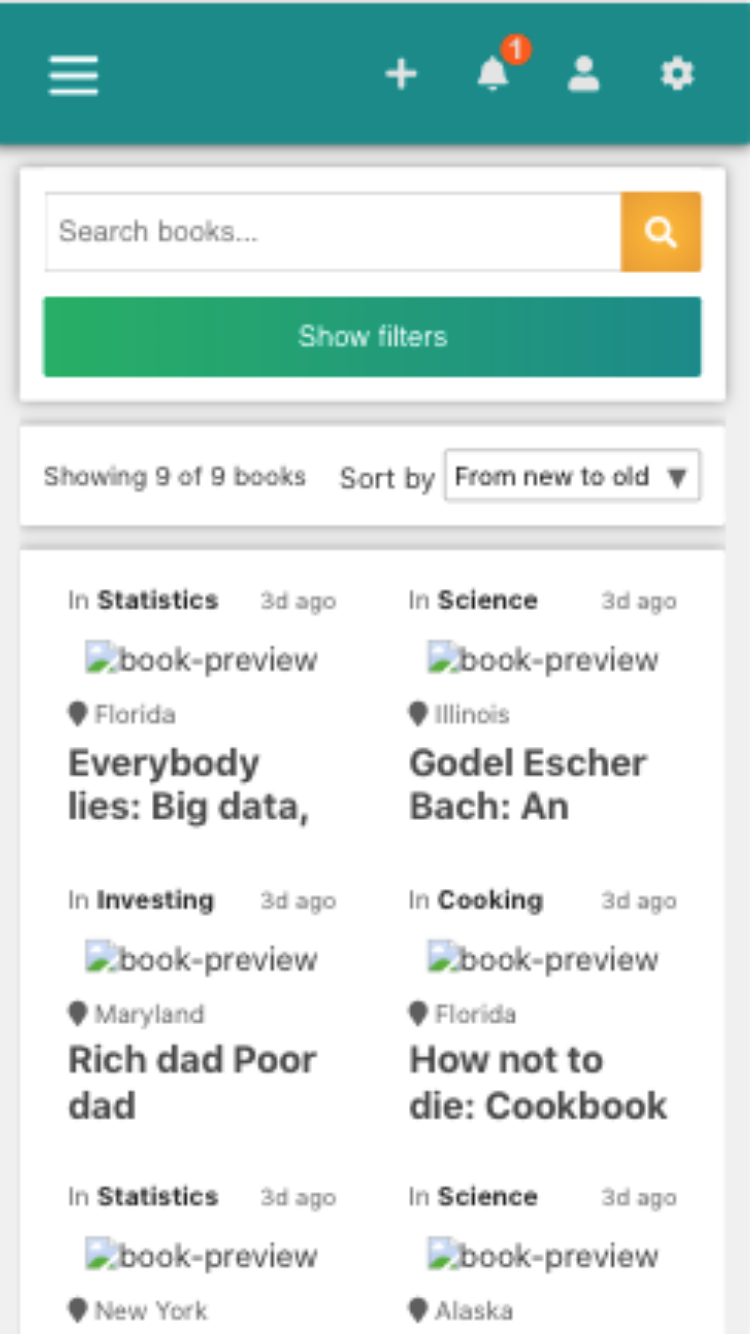 1
Search books...
Show filters
Showing 9 of 9 books Sort by From new to old
In Statistics 3d ago
book-preview
Florida
Everybody
lies: Big data,
In Science 3d ago
book-preview
Illinois
Godel Escher
Bach: An
In Investing 3d ago
book-preview
Maryland
Rich dad Poor
dad
In Cooking 3d ago
book-preview
Florida
How not to
die: Cookbook
In Statistics 3d ago
book-preview
New York
In Science 3d ago
book-preview
Alaska